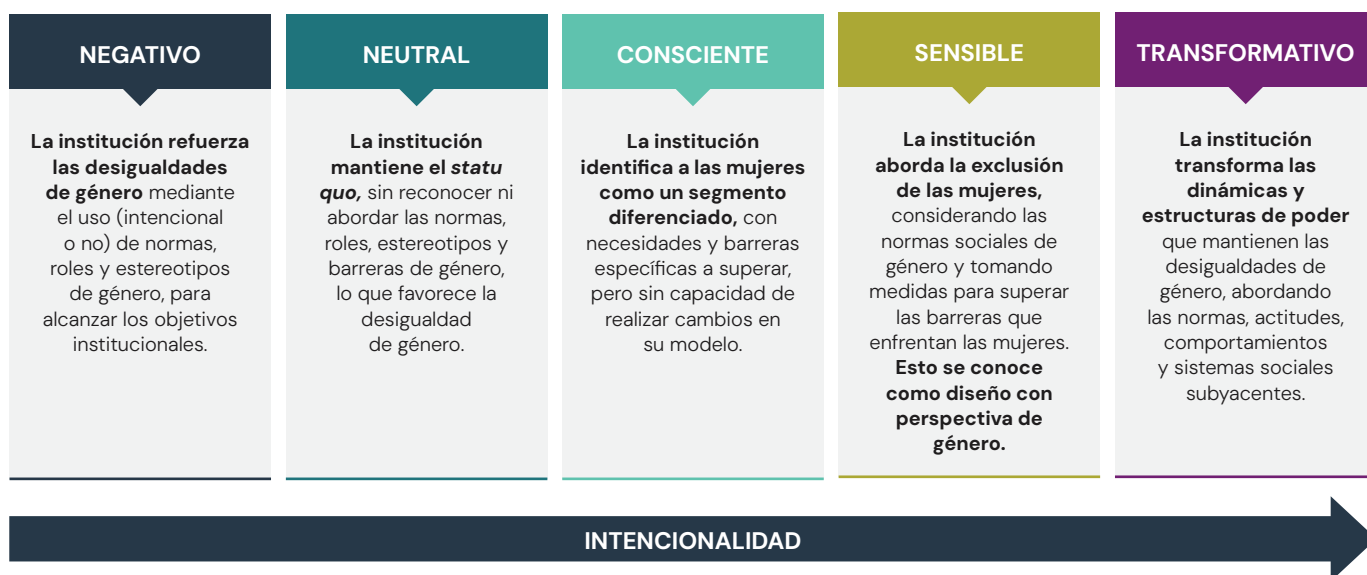 NEGATIVO
La institución refuerza
las desigualdades
de género mediante
el uso (intencional
o no) de normas,
roles y estereotipos
de género, para
alcanzar los objetivos
institucionales.
NEUTRAL
La institución
mantiene el statu
quo, sin reconocer ni
abordar las normas,
roles, estereotipos y
barreras de género,
lo que favorece la
desigualdad
de género.
CONSCIENTE
La institución
identifica a las mujeres
como un segmento
diferenciado, con
necesidades y barreras
específicas a superar,
pero sin capacidad de
realizar cambios en
su modelo.
SENSIBLE
La institución
aborda la exclusión
de las mujeres,
considerando las
normas sociales de
género y tomando
medidas para superar
las barreras que
enfrentan las mujeres.
Esto se conoce
como diseño con
perspectiva de
género.
TRANSFORMATIVO
La institución
transforma las
dinámicas y
estructuras de poder
que mantienen las
desigualdades de
género, abordando
las normas, actitudes,
comportamientos
y sistemas sociales
subyacentes.
INTENCIONALIDAD